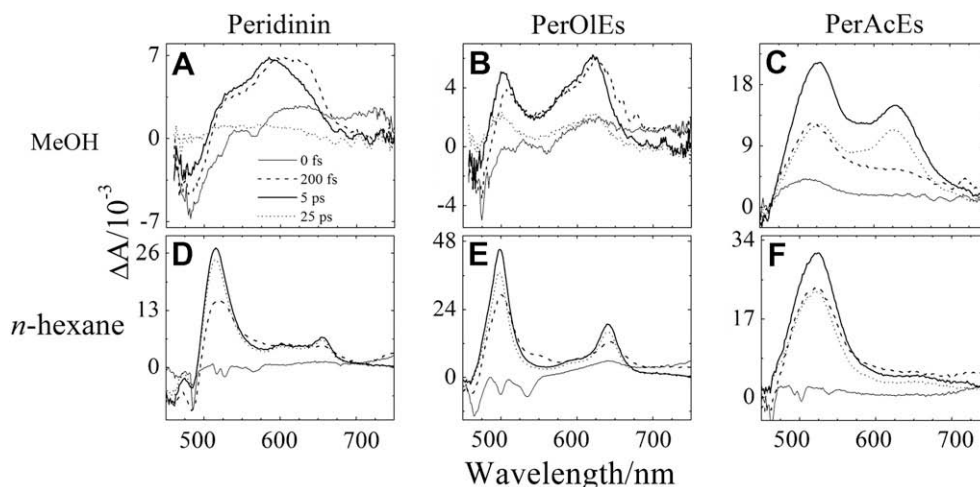 Peridinin PerOlEs PerAcEs
MeOH
n-hexane
ΔA/10⁻³
A
7
0
-7
0 fs
200 fs
5 ps
25 ps
B
4
0
-4
C
18
9
0
D
26
13
0
E
48
24
0
F
34
17
0
500 600 700 500 600 700 500 600 700
Wavelength/nm